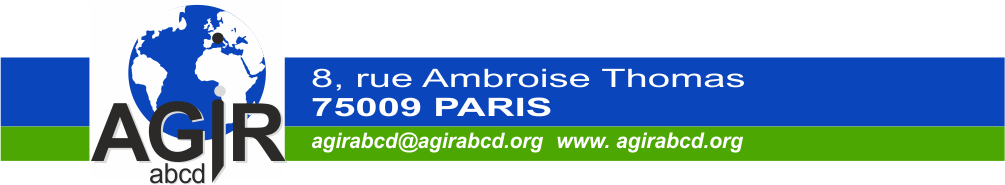 AGIR
abcd
8, rue Ambroise Thomas
75009 PARIS
agirabcd@agirabcd.org www. agirabcd.org